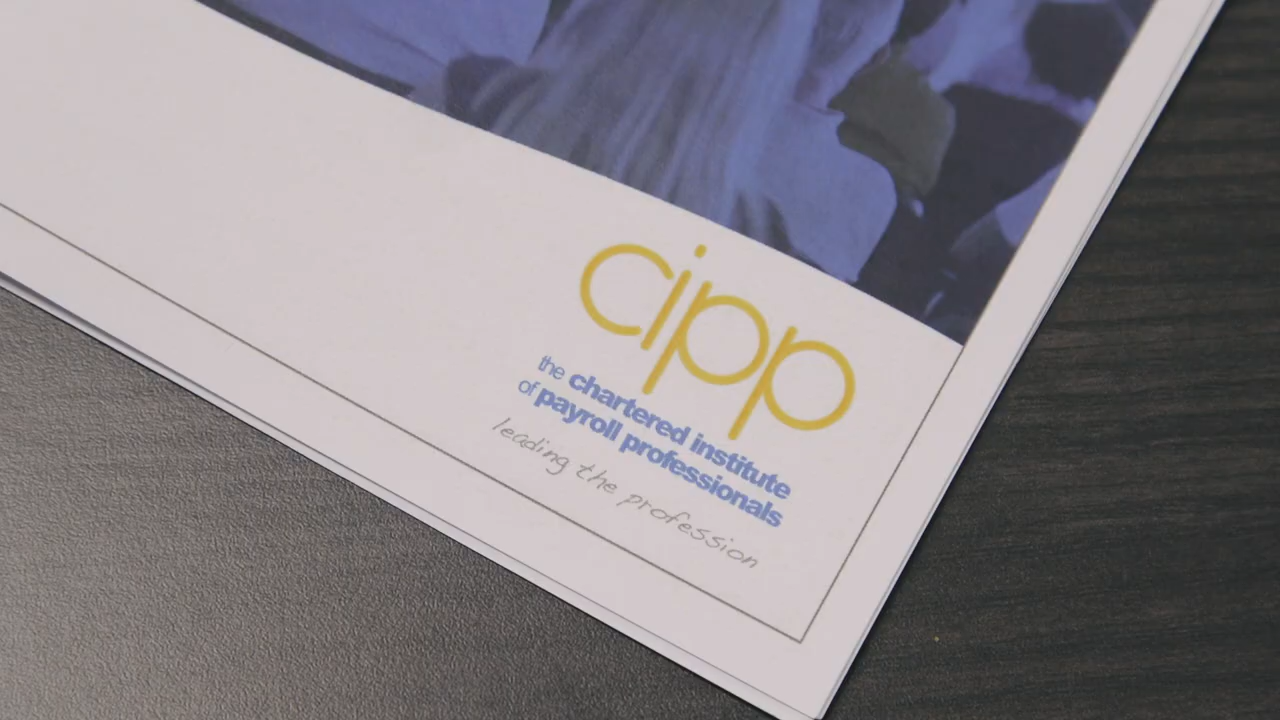 cipp
the chartered institute
of payroll professionals
leading the profession